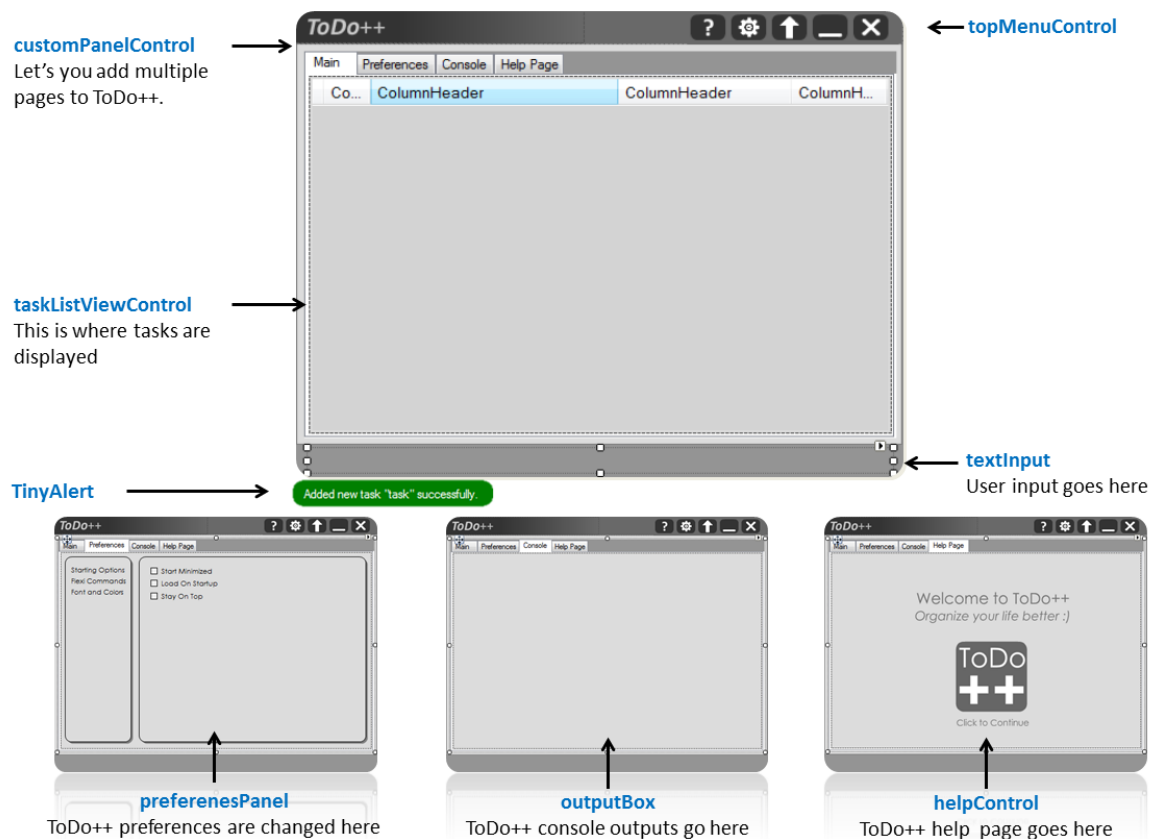 ToDo++
?
customPanelControl
Let's you add multiple
pages to ToDo++.
topMenuControl
Main Preferences Console Help Page
Co... ColumnHeader ColumnHeader ColumnH...
taskListViewControl
This is where tasks are
displayed
textInput
User input goes here
TinyAlert
Added new task "task" successfully.
ToDo++ ?
Main Preferences Console Help Page
Starting Options
Flexi Commands
Font and Colors
Start Minimized
Load On Startup
Stay On Top
preferenesPanel
ToDo++ preferences are changed here
ToDo++ ?
Main Preferences Console Help Page
outputBox
ToDo++ console outputs go here
ToDo++ ?
Main Preferences Console Help Page
Welcome to ToDo++
Organize your life better :)
ToDo
++
Click to Continue
helpControl
ToDo++ help page goes here